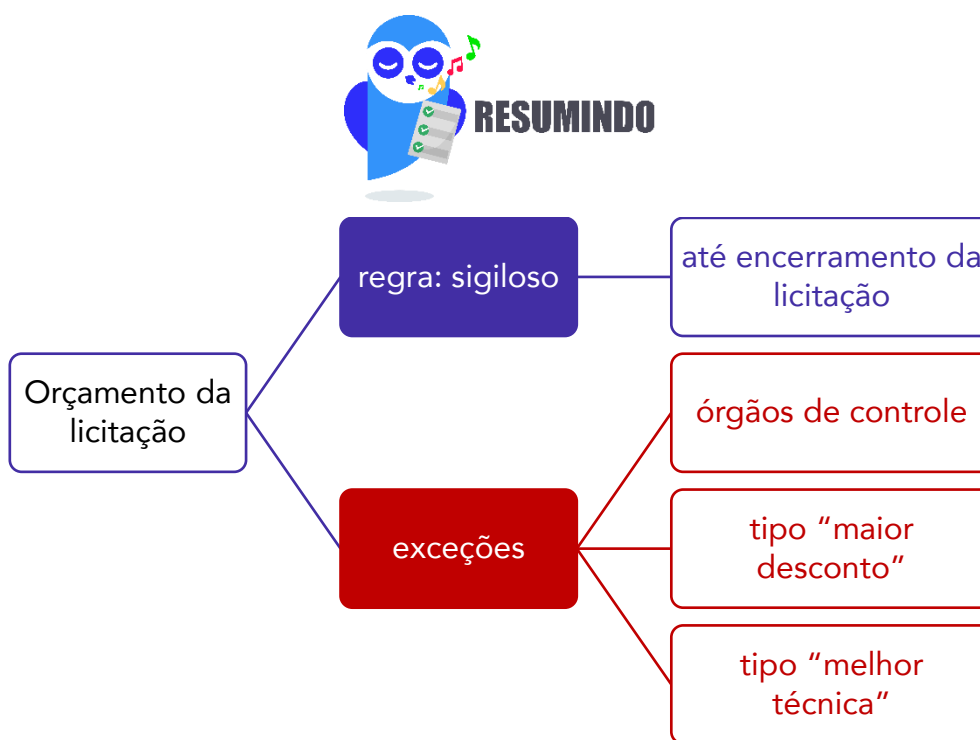 RESUMINDO
regra: sigiloso
até encerramento da
licitação
Orçamento da
licitação
órgãos de controle
exceções
tipo “maior
desconto”
tipo “melhor
técnica”